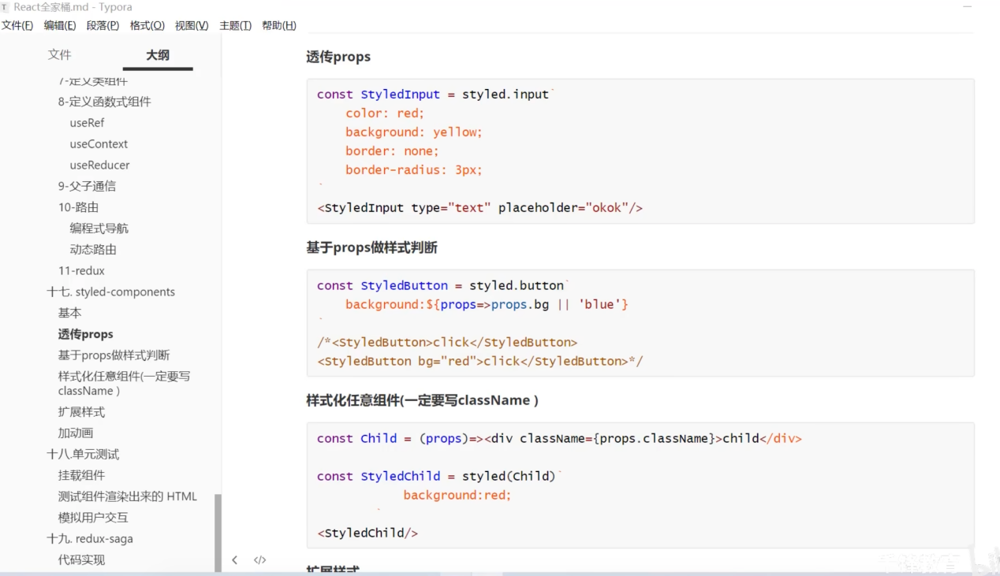 React全家桶.md - Typora
文件(F) 编辑(E) 段落(P) 格式(O) 视图(V) 主题(T) 帮助(H)
文件 大纲
7-定义类组件
8-定义函数式组件
useRef
useContext
useReducer
9-父子通信
10-路由
编程式导航
动态路由
11-redux
十七. styled-components
基本
透传props
基于props做样式判断
样式化任意组件(一定要写
className )
扩展样式
加动画
十八.单元测试
挂载组件
测试组件渲染出来的 HTML
模拟用户交互
十九. redux-saga
代码实现
透传props
const StyledInput = styled.input`
color: red;
background: yellow;
border: none;
border-radius: 3px;
`
<StyledInput type="text" placeholder="okok"/>
基于props做样式判断
const StyledButton = styled.button`
background:${props=>props.bg || 'blue'}
`
/*<StyledButton>click</StyledButton>
<StyledButton bg="red">click</StyledButton>*/
样式化任意组件(一定要写className )
const Child = (props)=><div className={props.className}>child</div>
const StyledChild = styled(Child)`
background:red;
`
<StyledChild/>
扩展样式